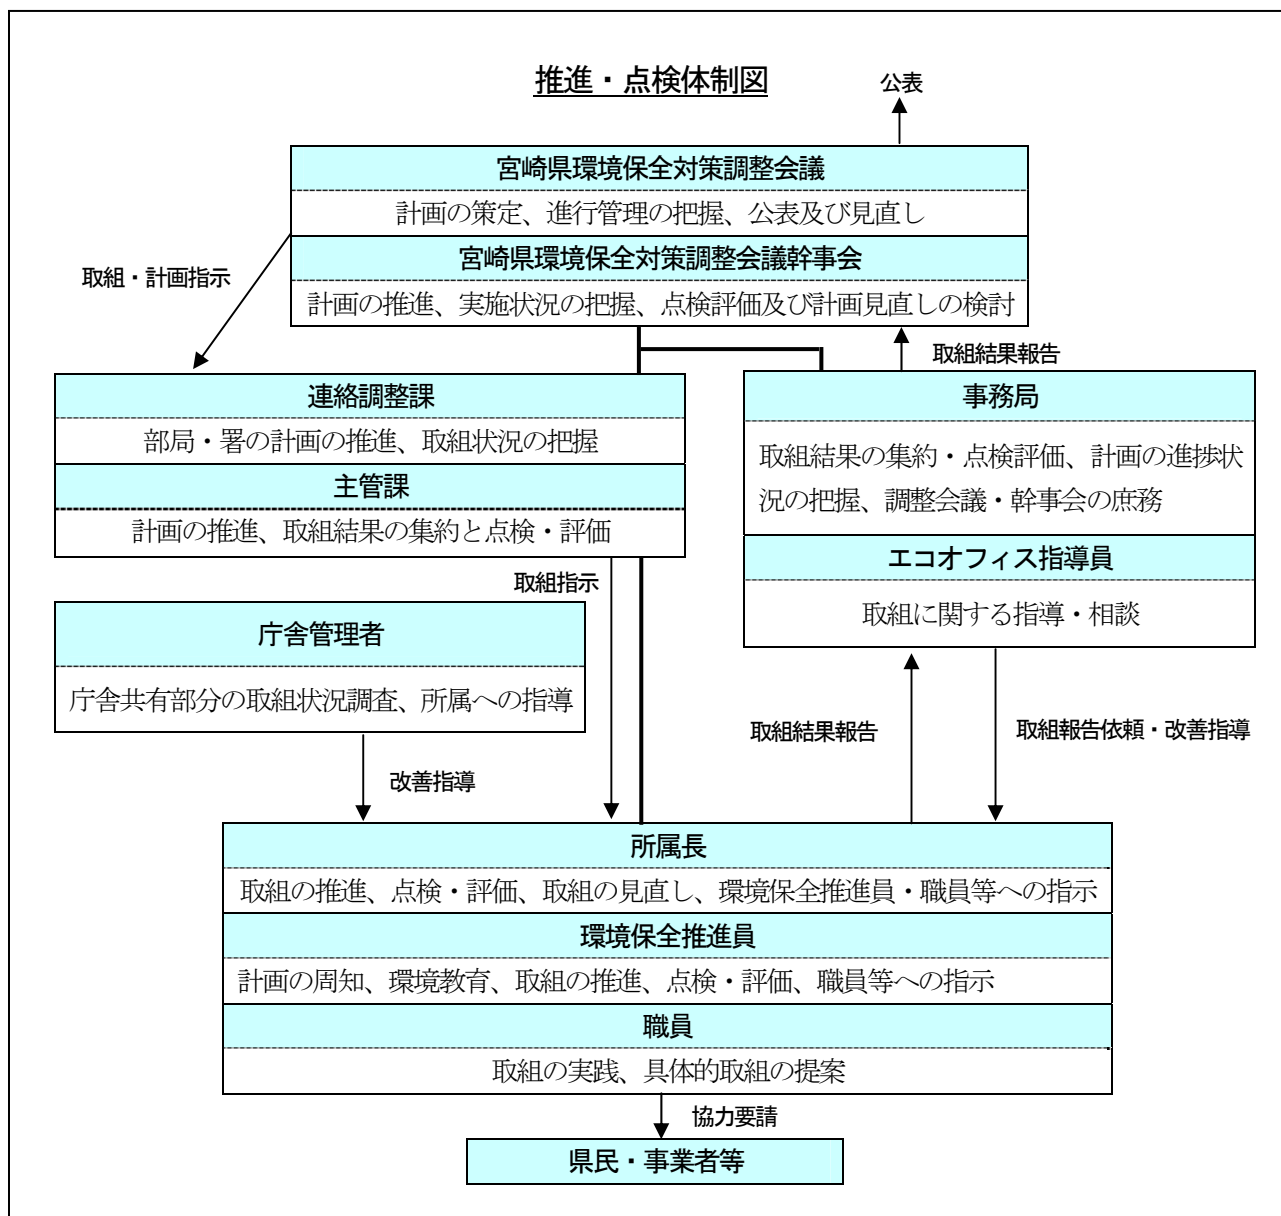 推進・点検体制図
公表
宮崎県環境保全対策調整会議
計画の策定、進行管理の把握、公表及び見直し
宮崎県環境保全対策調整会議幹事会
計画の推進、実施状況の把握、点検評価及び計画見直しの検討
取組・計画指示
取組結果報告
連絡調整課
部局・署の計画の推進、取組状況の把握
主管課
計画の推進、取組結果の集約と点検・評価
事務局
取組結果の集約・点検評価、計画の進捗状
況の把握、調整会議・幹事会の庶務
エコオフィス指導員
取組に関する指導・相談
取組指示
庁舎管理者
庁舎共有部分の取組状況調査、所属への指導
改善指導
取組結果報告
取組報告依頼・改善指導
所属長
取組の推進、点検・評価、取組の見直し、環境保全推進員・職員等への指示
環境保全推進員
計画の周知、環境教育、取組の推進、点検・評価、職員等への指示
職員
取組の実践、具体的取組の提案
協力要請
県民・事業者等